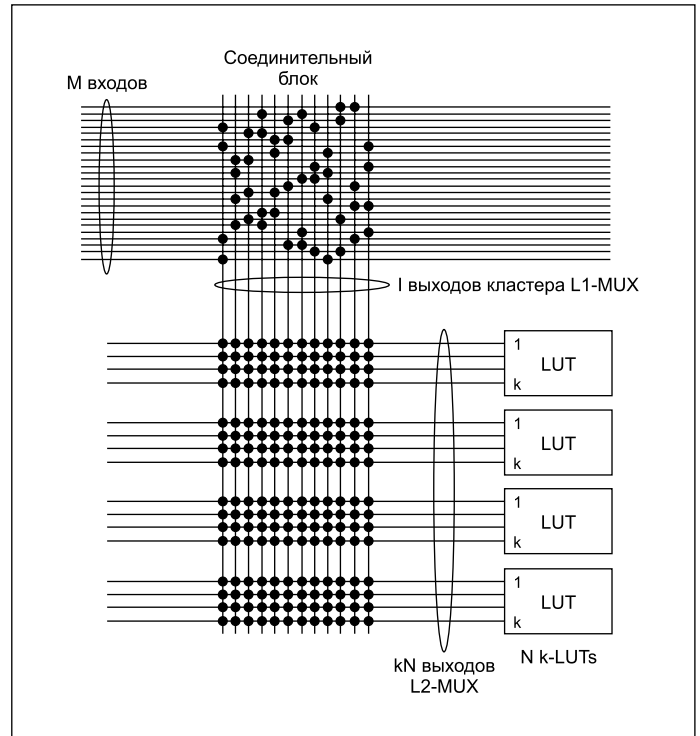 Соединительный
блок
М входов
I выходов кластера L1-MUX
1
LUT
k
1
LUT
k
1
LUT
k
1
LUT
k
kN выходов
L2-MUX
N k-LUTs